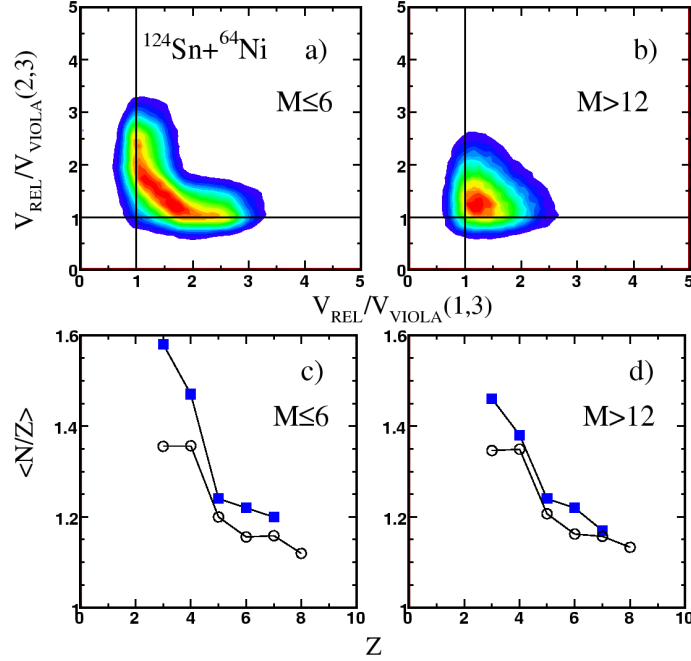 ¹²⁴Sn+⁶⁴Ni a) M≤6
b) M>12
V_REL/V_VIOLA(2,3)
5
4
3
2
1
0
0 1 2 3 4 5
5
4
3
2
1
0
0 1 2 3 4 5
V_REL/V_VIOLA(1,3)
c) M≤6
d) M>12
<N/Z>
1.6
1.4
1.2
1
0 2 4 6 8 10
1.6
1.4
1.2
1
0 2 4 6 8 10
Z